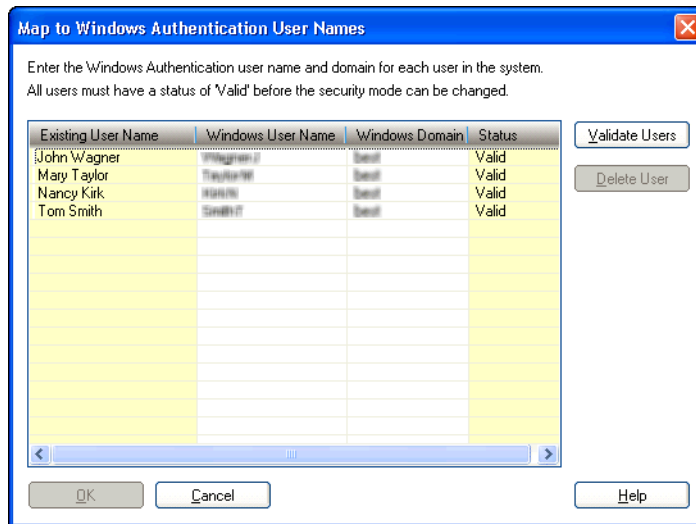 Map to Windows Authentication User Names
Enter the Windows Authentication user name and domain for each user in the system.
All users must have a status of 'Valid' before the security mode can be changed.
Existing User Name Windows User Name Windows Domain Status
John Wagner Valid
Mary Taylor Valid
Nancy Kirk Valid
Tom Smith Valid
Validate Users
Delete User
OK Cancel Help